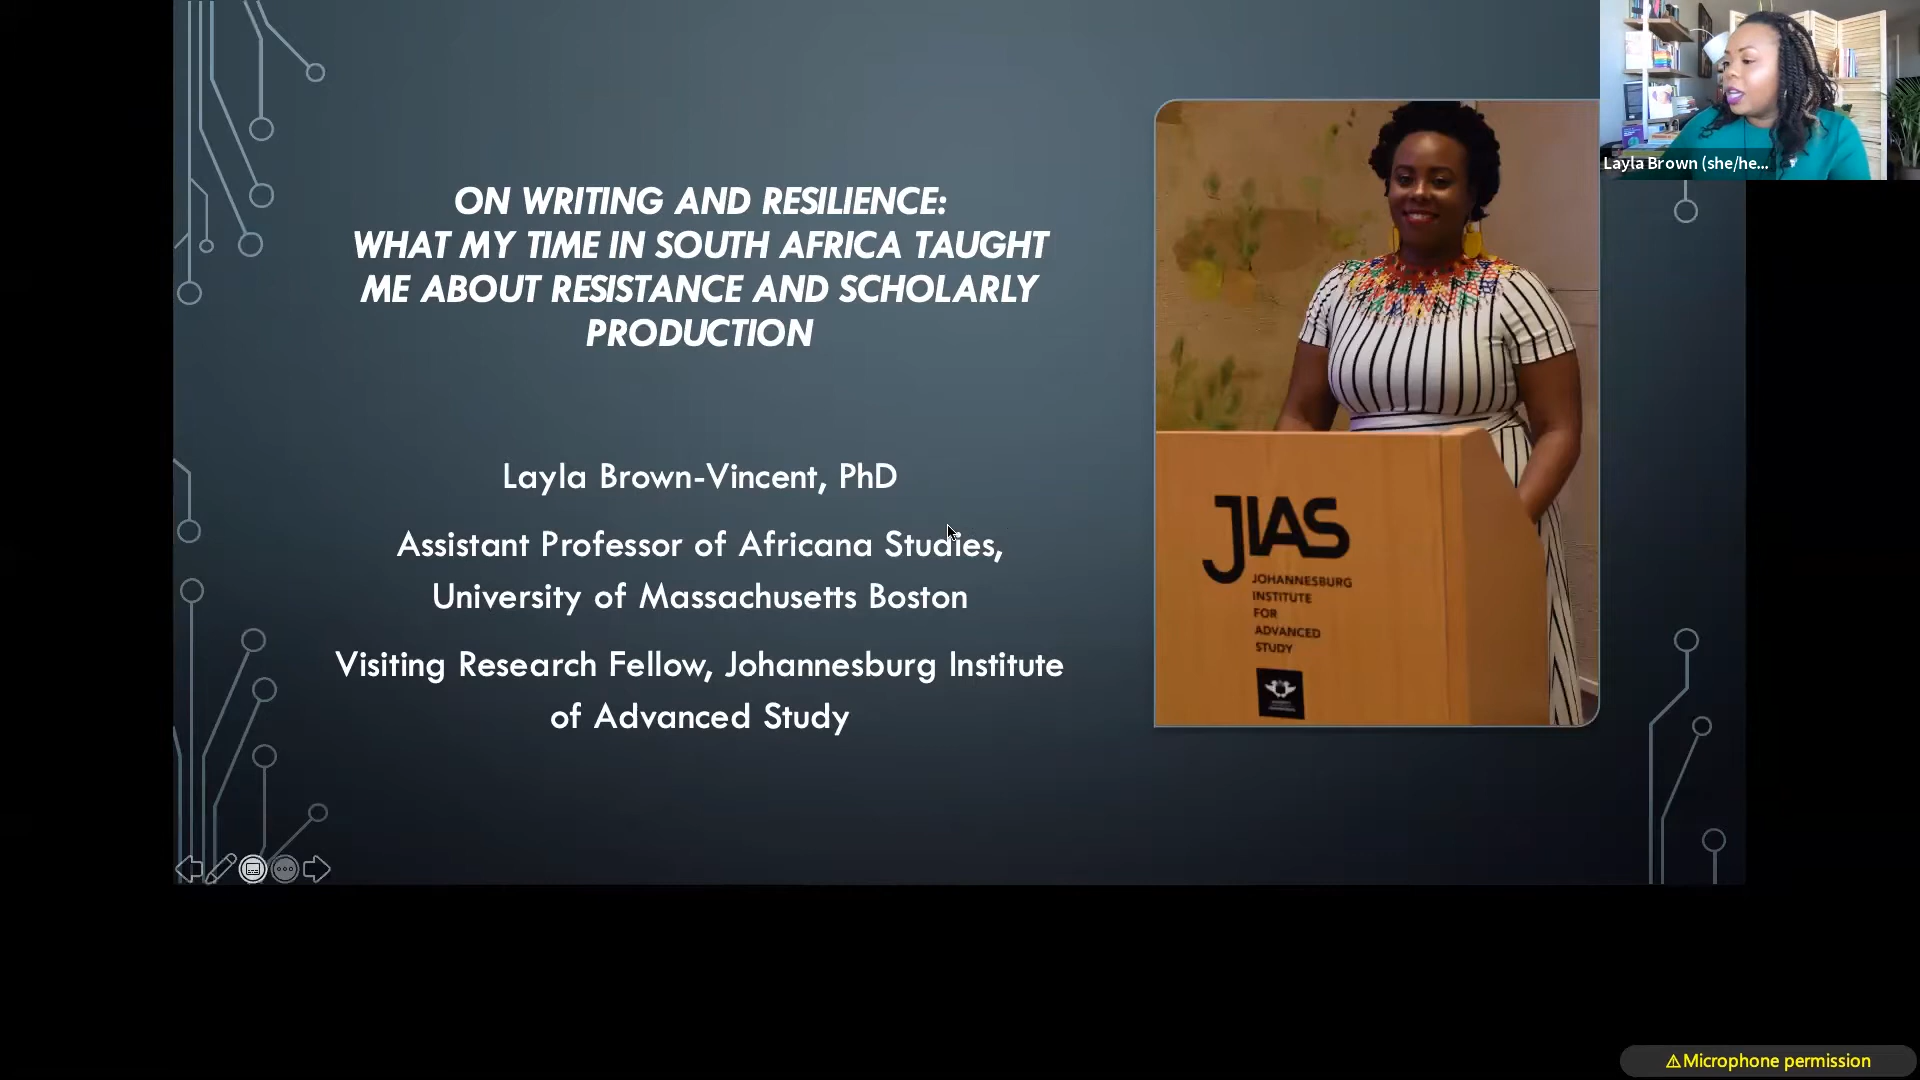 ON WRITING AND RESILIENCE:
WHAT MY TIME IN SOUTH AFRICA TAUGHT
ME ABOUT RESISTANCE AND SCHOLARLY
PRODUCTION
Layla Brown-Vincent, PhD
Assistant Professor of Africana Studies,
University of Massachusetts Boston
Visiting Research Fellow, Johannesburg Institute
of Advanced Study
JIAS
JOHANNESBURG
INSTITUTE
FOR
ADVANCED
STUDY
Layla Brown (she/he...
⚠Microphone permission